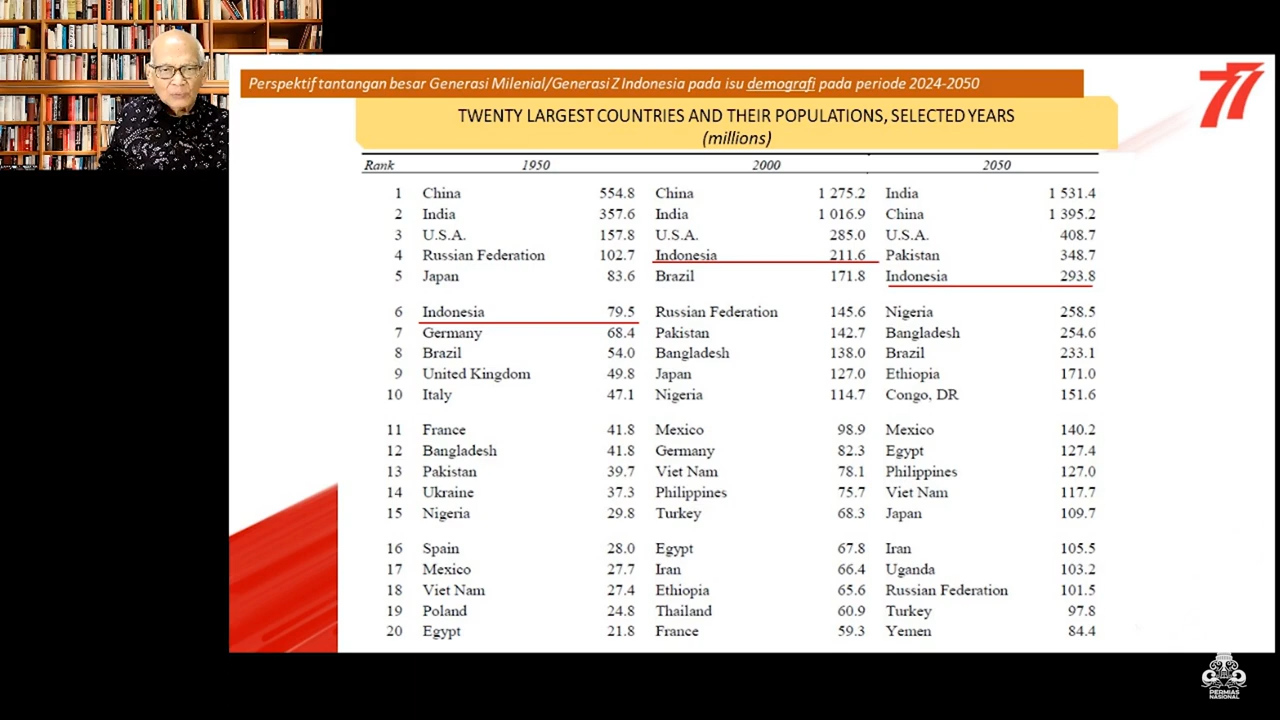 Perspektif tantangan besar Generasi Milenial/Generasi Z Indonesia pada isu demografi pada periode 2024-2050
77
TWENTY LARGEST COUNTRIES AND THEIR POPULATIONS, SELECTED YEARS
(millions)
Rank 1950 2000 2050
1 China 554.8 China 1 275.2 India 1 531.4
2 India 357.6 India 1 016.9 China 1 395.2
3 U.S.A. 157.8 U.S.A. 285.0 U.S.A. 408.7
4 Russian Federation 102.7 Indonesia 211.6 Pakistan 348.7
5 Japan 83.6 Brazil 171.8 Indonesia 293.8
6 Indonesia 79.5 Russian Federation 145.6 Nigeria 258.5
7 Germany 68.4 Pakistan 142.7 Bangladesh 254.6
8 Brazil 54.0 Bangladesh 138.0 Brazil 233.1
9 United Kingdom 49.8 Japan 127.0 Ethiopia 171.0
10 Italy 47.1 Nigeria 114.7 Congo, DR 151.6
11 France 41.8 Mexico 98.9 Mexico 140.2
12 Bangladesh 41.8 Germany 82.3 Egypt 127.4
13 Pakistan 39.7 Viet Nam 78.1 Philippines 127.0
14 Ukraine 37.3 Philippines 75.7 Viet Nam 117.7
15 Nigeria 29.8 Turkey 68.3 Japan 109.7
16 Spain 28.0 Egypt 67.8 Iran 105.5
17 Mexico 27.7 Iran 66.4 Uganda 103.2
18 Viet Nam 27.4 Ethiopia 65.6 Russian Federation 101.5
19 Poland 24.8 Thailand 60.9 Turkey 97.8
20 Egypt 21.8 France 59.3 Yemen 84.4
PERMIAS
NASIONAL